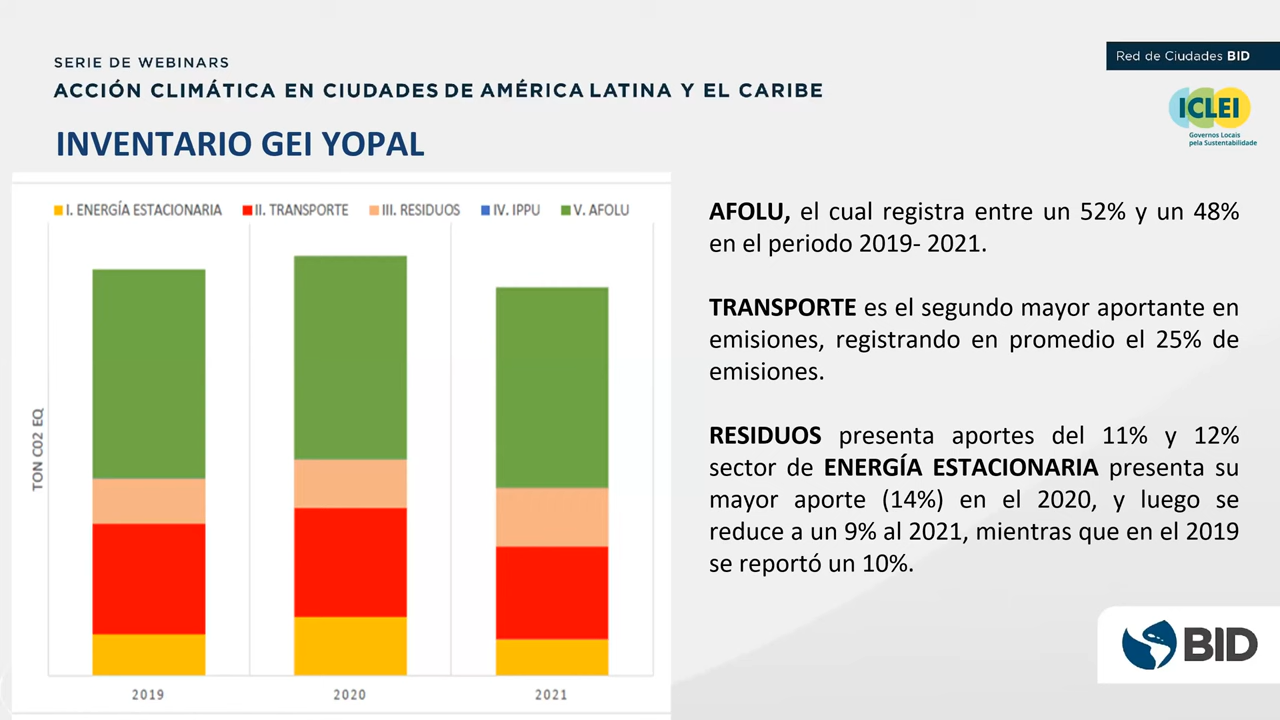 SERIE DE WEBINARS
ACCIÓN CLIMÁTICA EN CIUDADES DE AMÉRICA LATINA Y EL CARIBE
Red de Ciudades BID
ICLEI
Governos Locais
pela Sustentabilidade
INVENTARIO GEI YOPAL
I. ENERGÍA ESTACIONARIA II. TRANSPORTE III. RESIDUOS IV. IPPU V. AFOLU
TON CO2 EQ
2019 2020 2021
AFOLU, el cual registra entre un 52% y un 48%
en el periodo 2019- 2021.
TRANSPORTE es el segundo mayor aportante en
emisiones, registrando en promedio el 25% de
emisiones.
RESIDUOS presenta aportes del 11% y 12%
sector de ENERGÍA ESTACIONARIA presenta su
mayor aporte (14%) en el 2020, y luego se
reduce a un 9% al 2021, mientras que en el 2019
se reportó un 10%.
BID